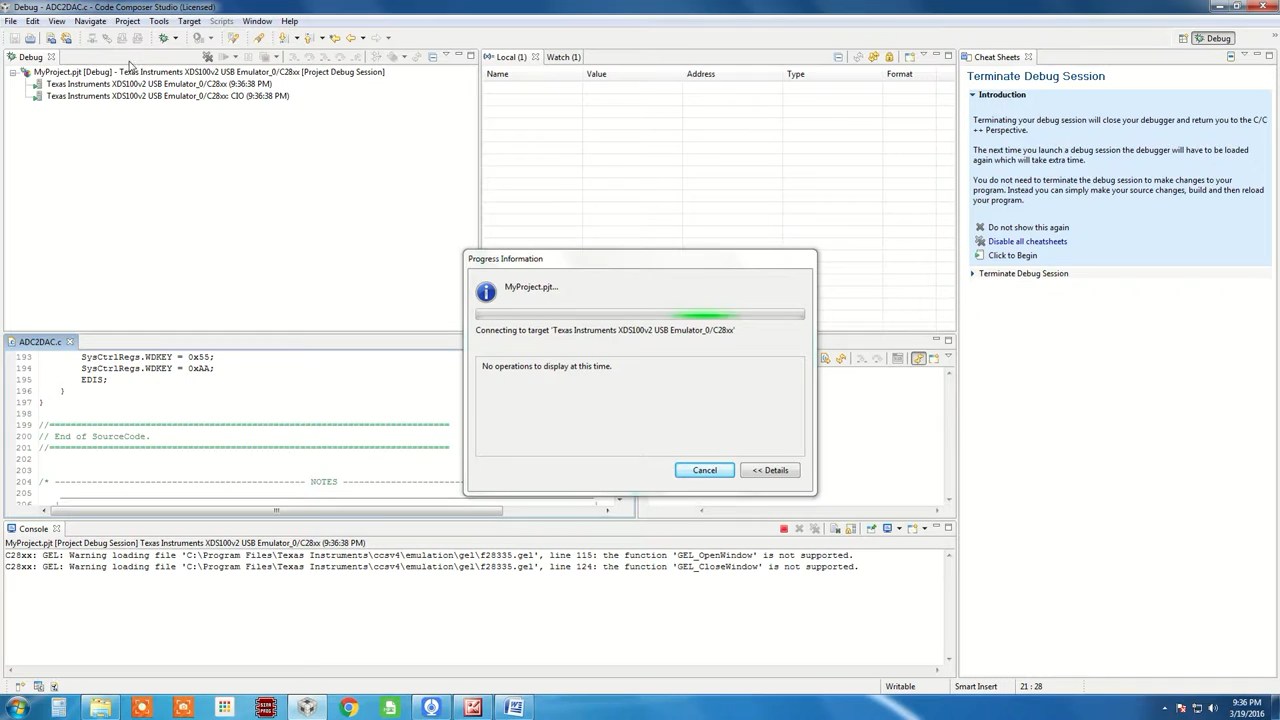 Debug - ADC2DAC.c - Code Composer Studio (Licensed)
File Edit View Navigate Project Tools Target Scripts Window Help
Debug
Debug
MyProject.pjt [Debug] - Texas Instruments XDS100v2 USB Emulator_0/C28xx [Project Debug Session]
Texas Instruments XDS100v2 USB Emulator_0/C28xx (9:36:38 PM)
Texas Instruments XDS100v2 USB Emulator_0/C28xx: CIO (9:36:38 PM)
Local (1) Watch (1)
Name Value Address Type Format
Cheat Sheets
Terminate Debug Session
Introduction
Terminating your debug session will close your debugger and return you to the C/C
++ Perspective.
The next time you launch a debug session the debugger will have to be loaded
again which will take extra time.
You do not need to terminate the debug session to make changes to your
program. Instead you can simply make your source changes, build and then reload
your program.
Do not show this again
Disable all cheatsheets
Click to Begin
Terminate Debug Session
Progress Information
MyProject.pjt...
Connecting to target 'Texas Instruments XDS100v2 USB Emulator_0/C28xx'
No operations to display at this time.
Cancel << Details
ADC2DAC.c
193 SysCtrlRegs.WDKEY = 0x55;
194 SysCtrlRegs.WDKEY = 0xAA;
195 EDIS;
196 }
197 }
198
199 //===========================================================================
200 // End of SourceCode.
201 //===========================================================================
202
203
204 /* -------------------------------------------------- NOTES -------------------------
205
206
Console
MyProject.pjt [Project Debug Session] Texas Instruments XDS100v2 USB Emulator_0/C28xx (9:36:38 PM)
C28xx: GEL: Warning loading file 'C:\Program Files\Texas Instruments\ccsv4\emulation\gel\f28335.gel', line 115: the function 'GEL_OpenWindow' is not supported.
C28xx: GEL: Warning loading file 'C:\Program Files\Texas Instruments\ccsv4\emulation\gel\f28335.gel', line 124: the function 'GEL_CloseWindow' is not supported.
Writable Smart Insert 21 : 28
9:36 PM
3/19/2016